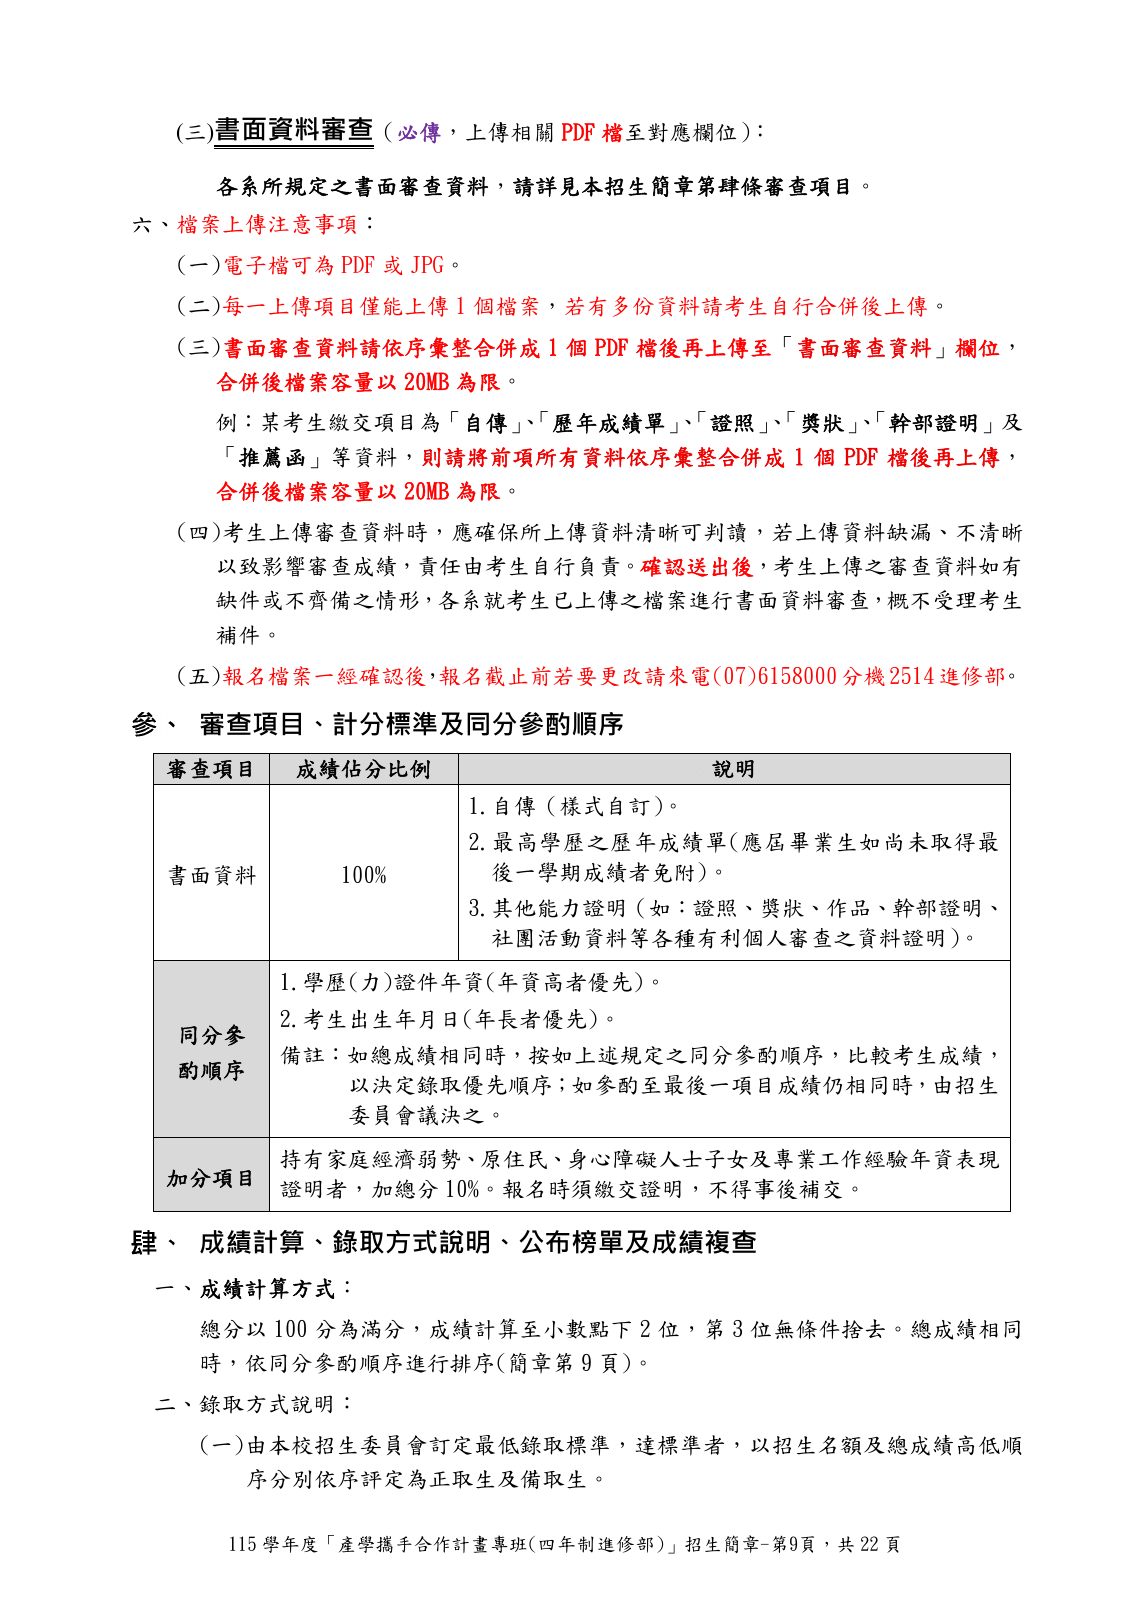 (三)書面資料審查（必傳，上傳相關 PDF 檔至對應欄位）：
各系所規定之書面審查資料，請詳見本招生簡章第肆條審查項目。
六、檔案上傳注意事項：
(一)電子檔可為 PDF 或 JPG。
(二)每一上傳項目僅能上傳 1 個檔案，若有多份資料請考生自行合併後上傳。
(三)書面審查資料請依序彙整合併成 1 個 PDF 檔後再上傳至「書面審查資料」欄位，
合併後檔案容量以 20MB 為限。
例：某考生繳交項目為「自傳」、「歷年成績單」、「證照」、「獎狀」、「幹部證明」及
「推薦函」等資料，則請將前項所有資料依序彙整合併成 1 個 PDF 檔後再上傳，
合併後檔案容量以 20MB 為限。
(四)考生上傳審查資料時，應確保所上傳資料清晰可判讀，若上傳資料缺漏、不清晰
以致影響審查成績，責任由考生自行負責。確認送出後，考生上傳之審查資料如有
缺件或不齊備之情形，各系就考生已上傳之檔案進行書面資料審查，概不受理考生
補件。
(五)報名檔案一經確認後，報名截止前若要更改請來電(07)6158000 分機 2514 進修部。
參、 審查項目、計分標準及同分參酌順序
審查項目 成績佔分比例 說明
書面資料 100%
1.自傳（樣式自訂）。
2.最高學歷之歷年成績單(應屆畢業生如尚未取得最
後一學期成績者免附)。
3.其他能力證明（如：證照、獎狀、作品、幹部證明、
社團活動資料等各種有利個人審查之資料證明）。
同分參
酌順序
1.學歷(力)證件年資(年資高者優先)。
2.考生出生年月日(年長者優先)。
備註：如總成績相同時，按如上述規定之同分參酌順序，比較考生成績，
以決定錄取優先順序；如參酌至最後一項目成績仍相同時，由招生
委員會議決之。
加分項目
持有家庭經濟弱勢、原住民、身心障礙人士子女及專業工作經驗年資表現
證明者，加總分 10%。報名時須繳交證明，不得事後補交。
肆、 成績計算、錄取方式說明、公布榜單及成績複查
一、成績計算方式：
總分以 100 分為滿分，成績計算至小數點下 2 位，第 3 位無條件捨去。總成績相同
時，依同分參酌順序進行排序(簡章第 9 頁)。
二、錄取方式說明：
(一)由本校招生委員會訂定最低錄取標準，達標準者，以招生名額及總成績高低順
序分別依序評定為正取生及備取生。
115 學年度「產學攜手合作計畫專班(四年制進修部)」招生簡章-第9頁，共 22 頁